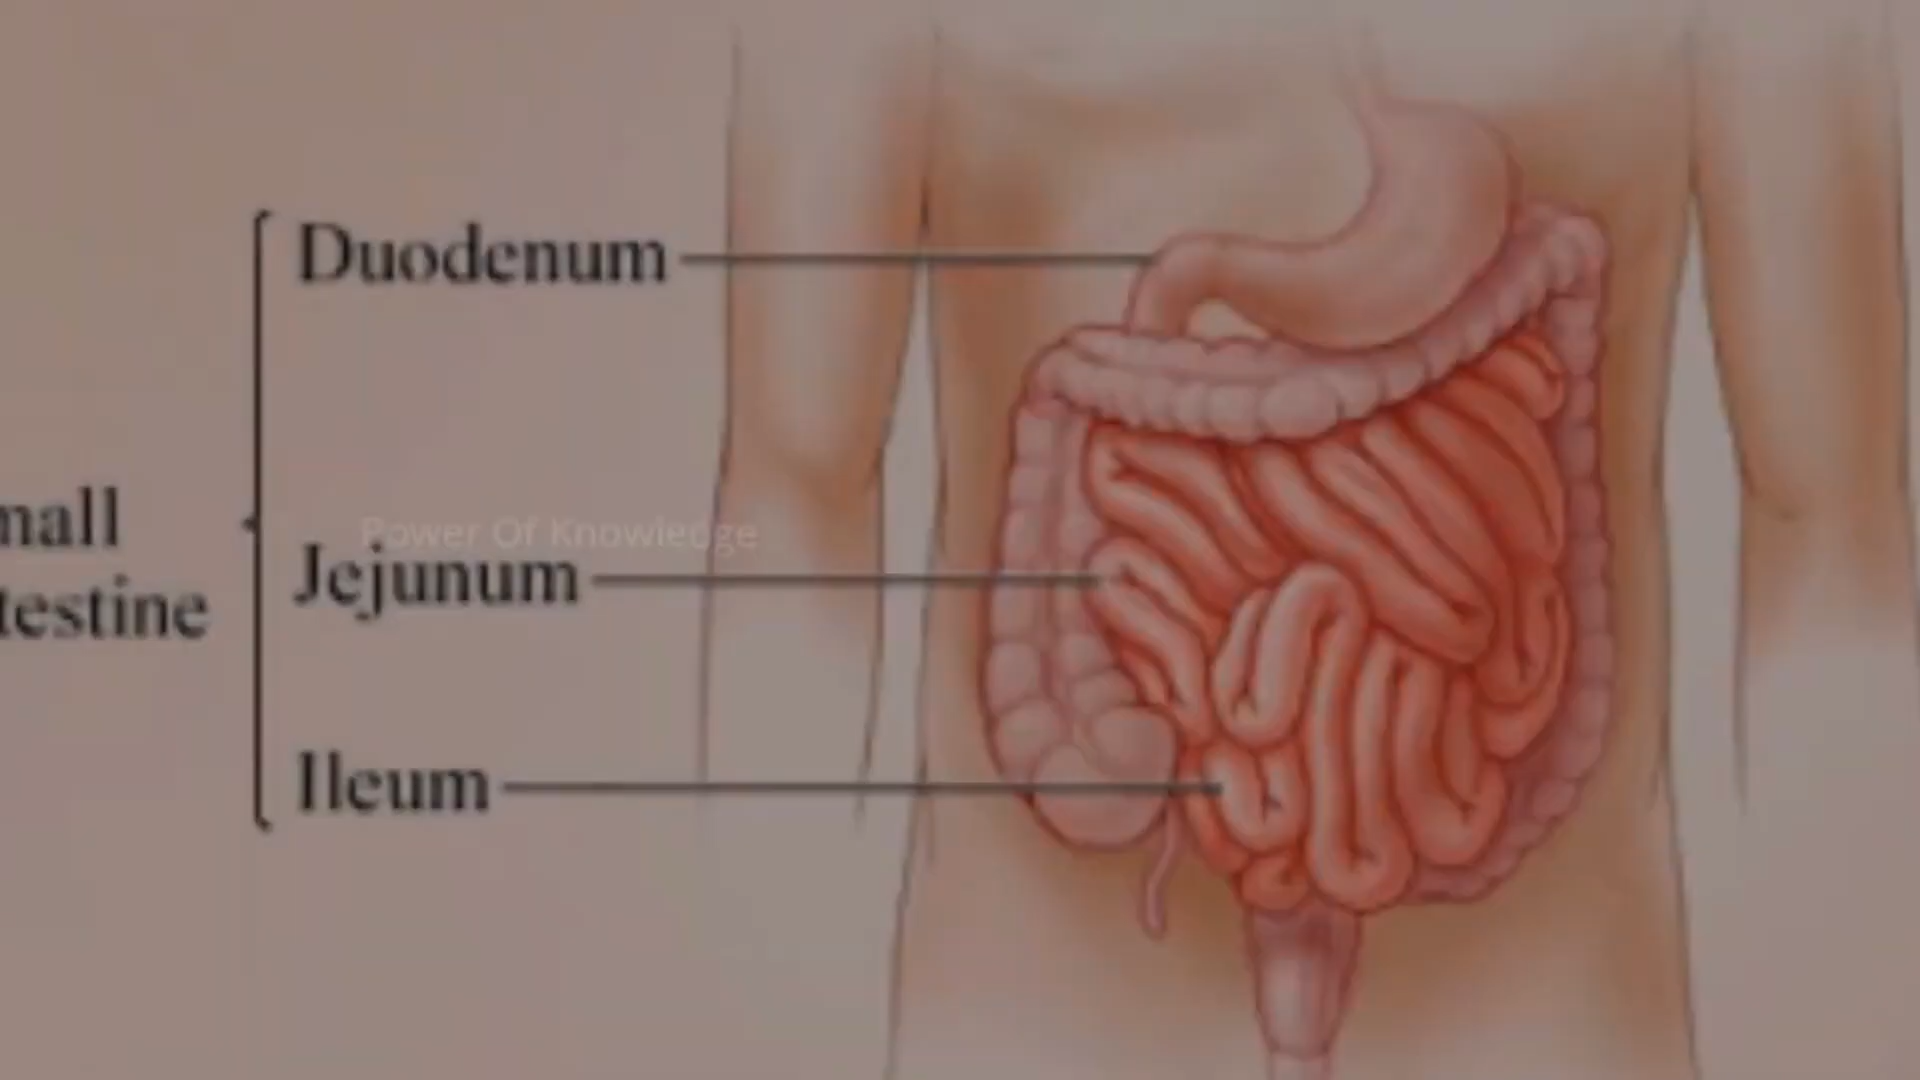 Duodenum
mall
testine
Power Of Knowledge
Jejunum
Ileum